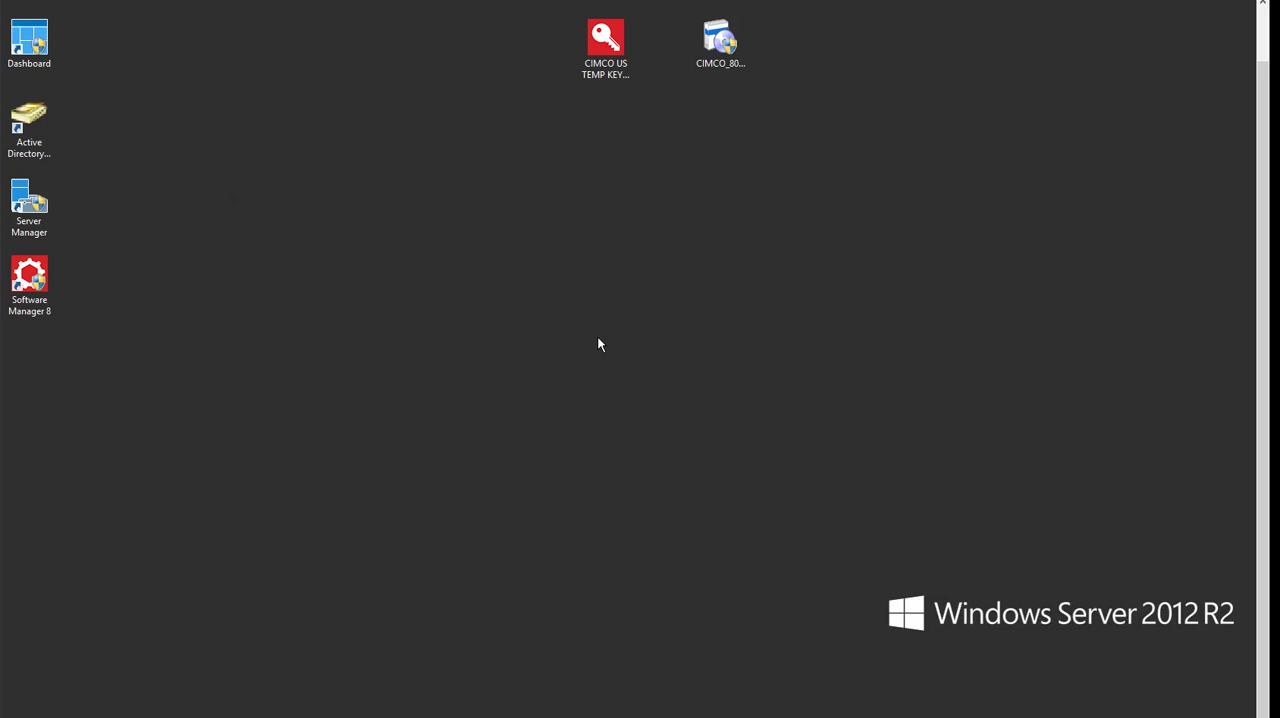 Dashboard
CIMCO US
TEMP KEY...
CIMCO_80...
Active
Directory...
Server
Manager
Software
Manager 8
Windows Server 2012 R2